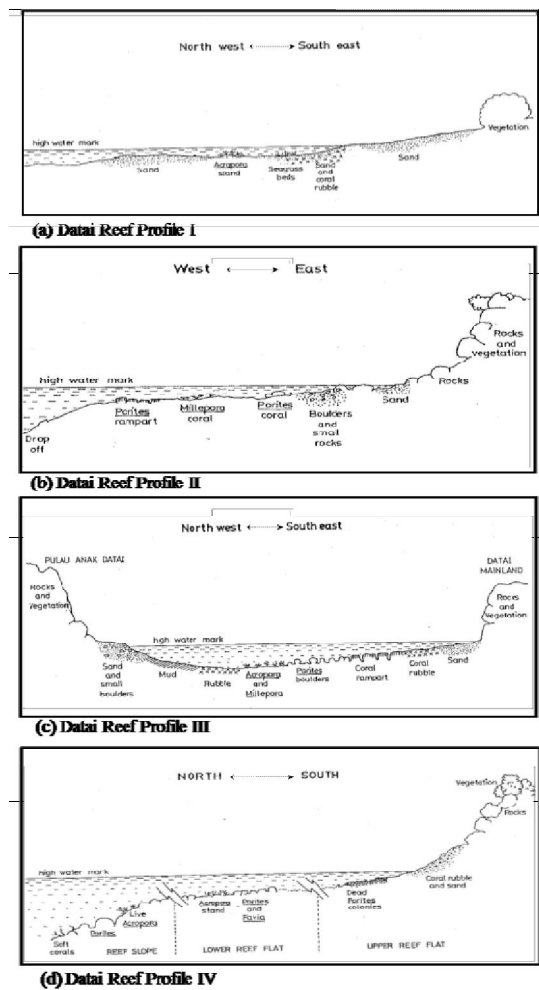 North west South east
Vegetation
high water mark
Sand
Acropora stand
Seagrass beds
Sand and coral rubble
Sand
(a) Datai Reef Profile I
West East
Rocks and vegetation
high water mark
Rocks
Drop off
Porites rampart
Millepora coral
Porites coral
Boulders and small rocks
Sand
(b) Datai Reef Profile II
North west South east
PULAU ANAK DATAI
DATAI MAINLAND
Rocks and Vegetation
Rocks and Vegetation
high water mark
Sand and small boulders
Mud
Rubble
Acropora and Millepora
Porites boulders
Coral rampart
Coral rubble
Sand
(c) Datai Reef Profile III
NORTH SOUTH
Vegetation
Rocks
high water mark
Coral rubble and sand
Soft corals
Porites
Live Acropora
Acropora stand
Porites and Favia
Dead Porites colonies
REEF SLOPE
LOWER REEF FLAT
UPPER REEF FLAT
(d) Datai Reef Profile IV